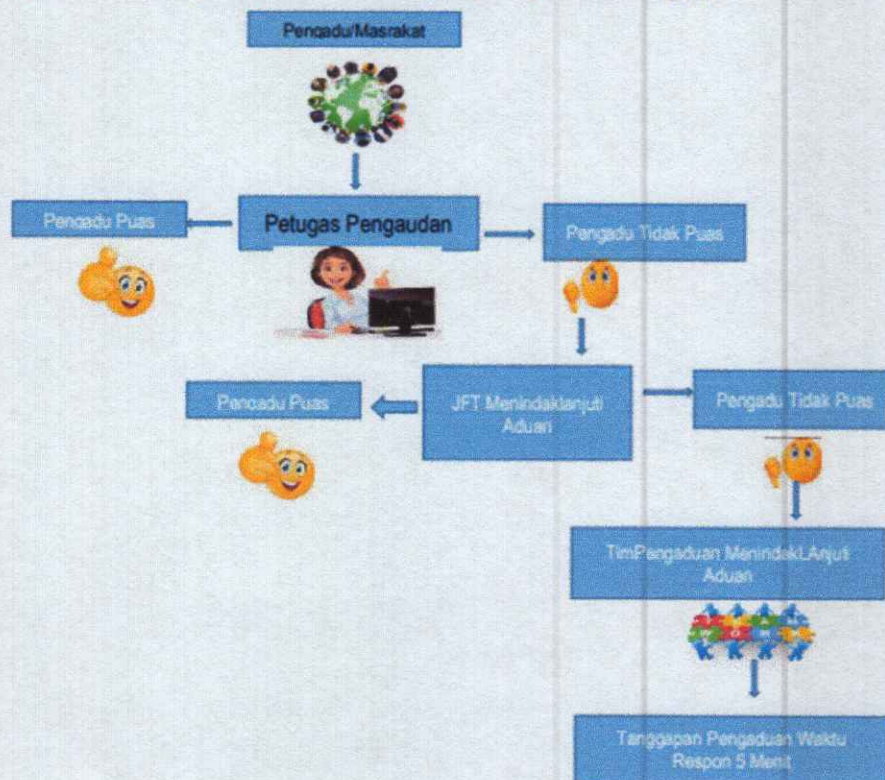 Pengadu/Masrakat
Pengadu Puas
Petugas Pengaudan
Pengadu Tidak Puas
Pengadu Puas
JFT Menindaklanjuti
Aduan
Pengadu Tidak Puas
TimPengaduan MenindakLAnjuti
Aduan
Tanggapan Pengaduan Waktu
Respon 5 Menit